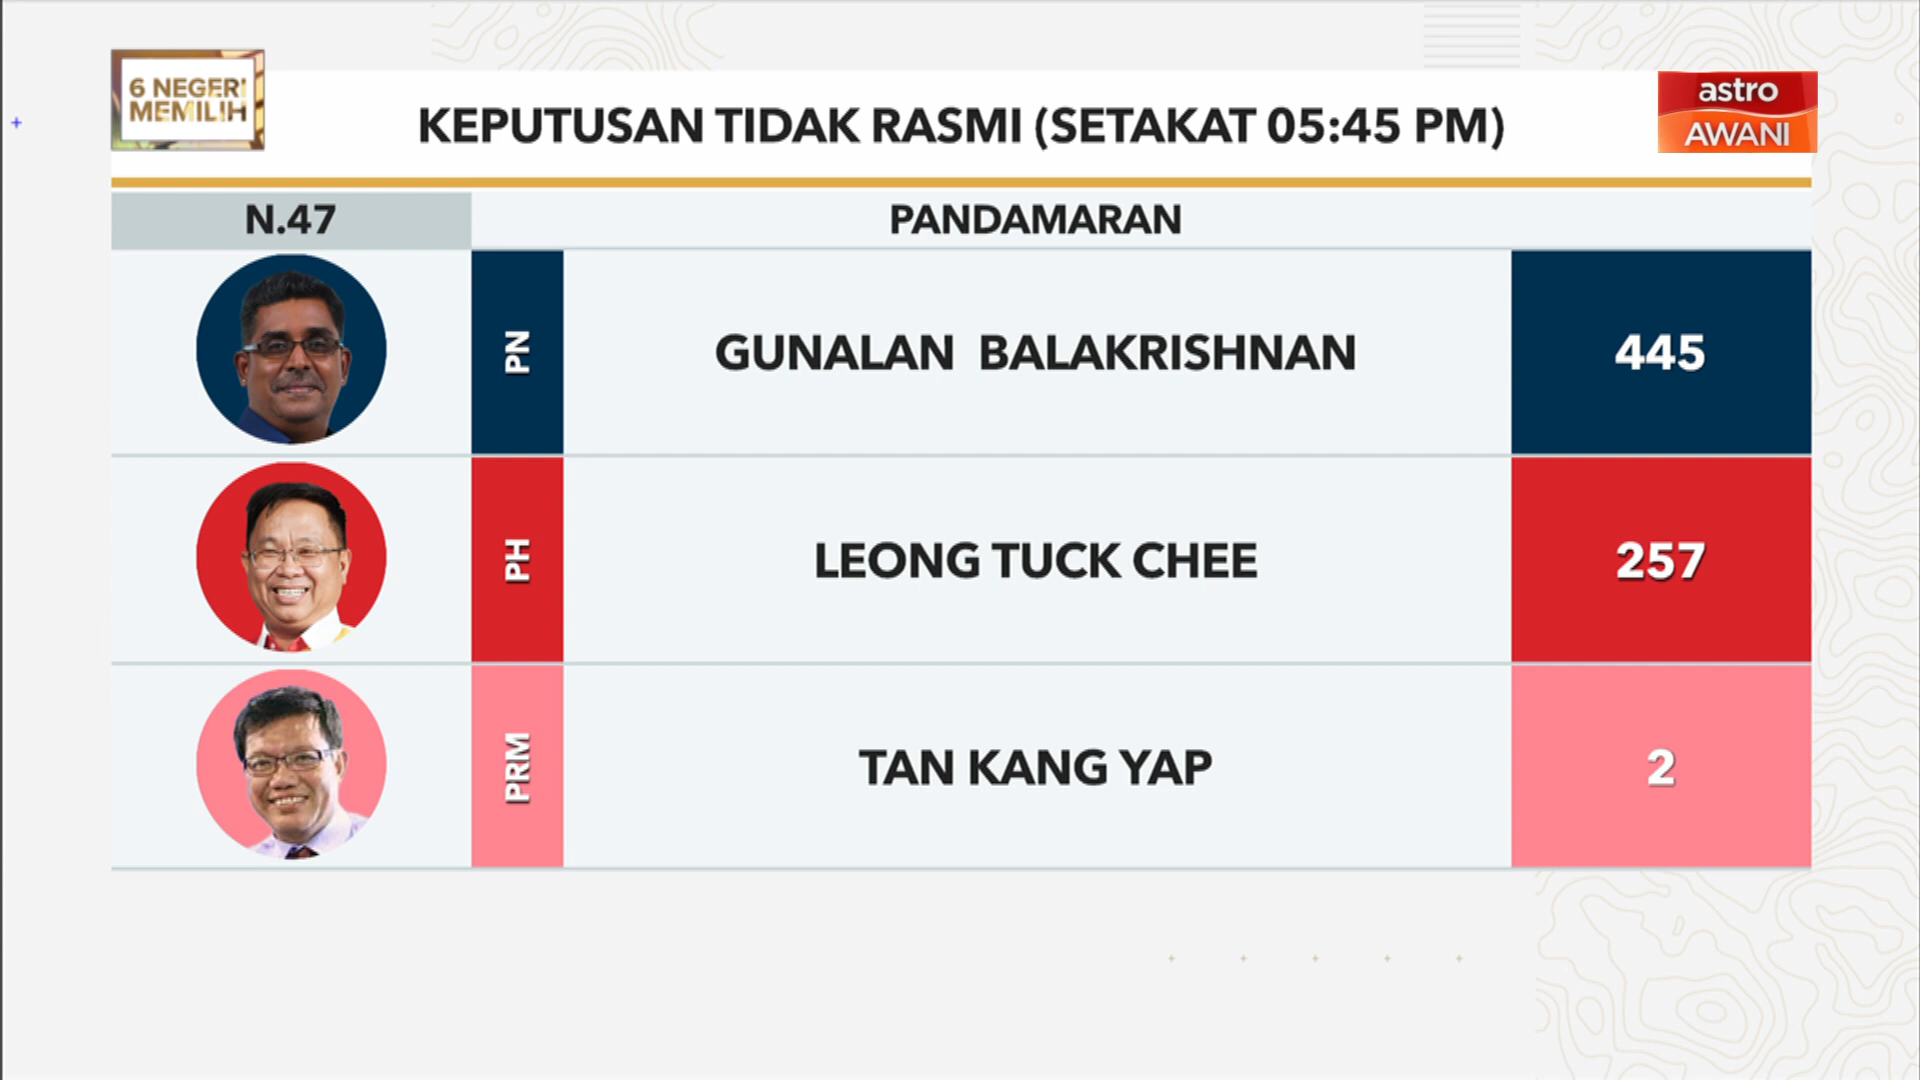 6 NEGERI
MEMILIH
KEPUTUSAN TIDAK RASMI (SETAKAT 05:45 PM)
astro
AWANI
N.47
PANDAMARAN
PN
GUNALAN BALAKRISHNAN
445
PH
LEONG TUCK CHEE
257
PRM
TAN KANG YAP
2